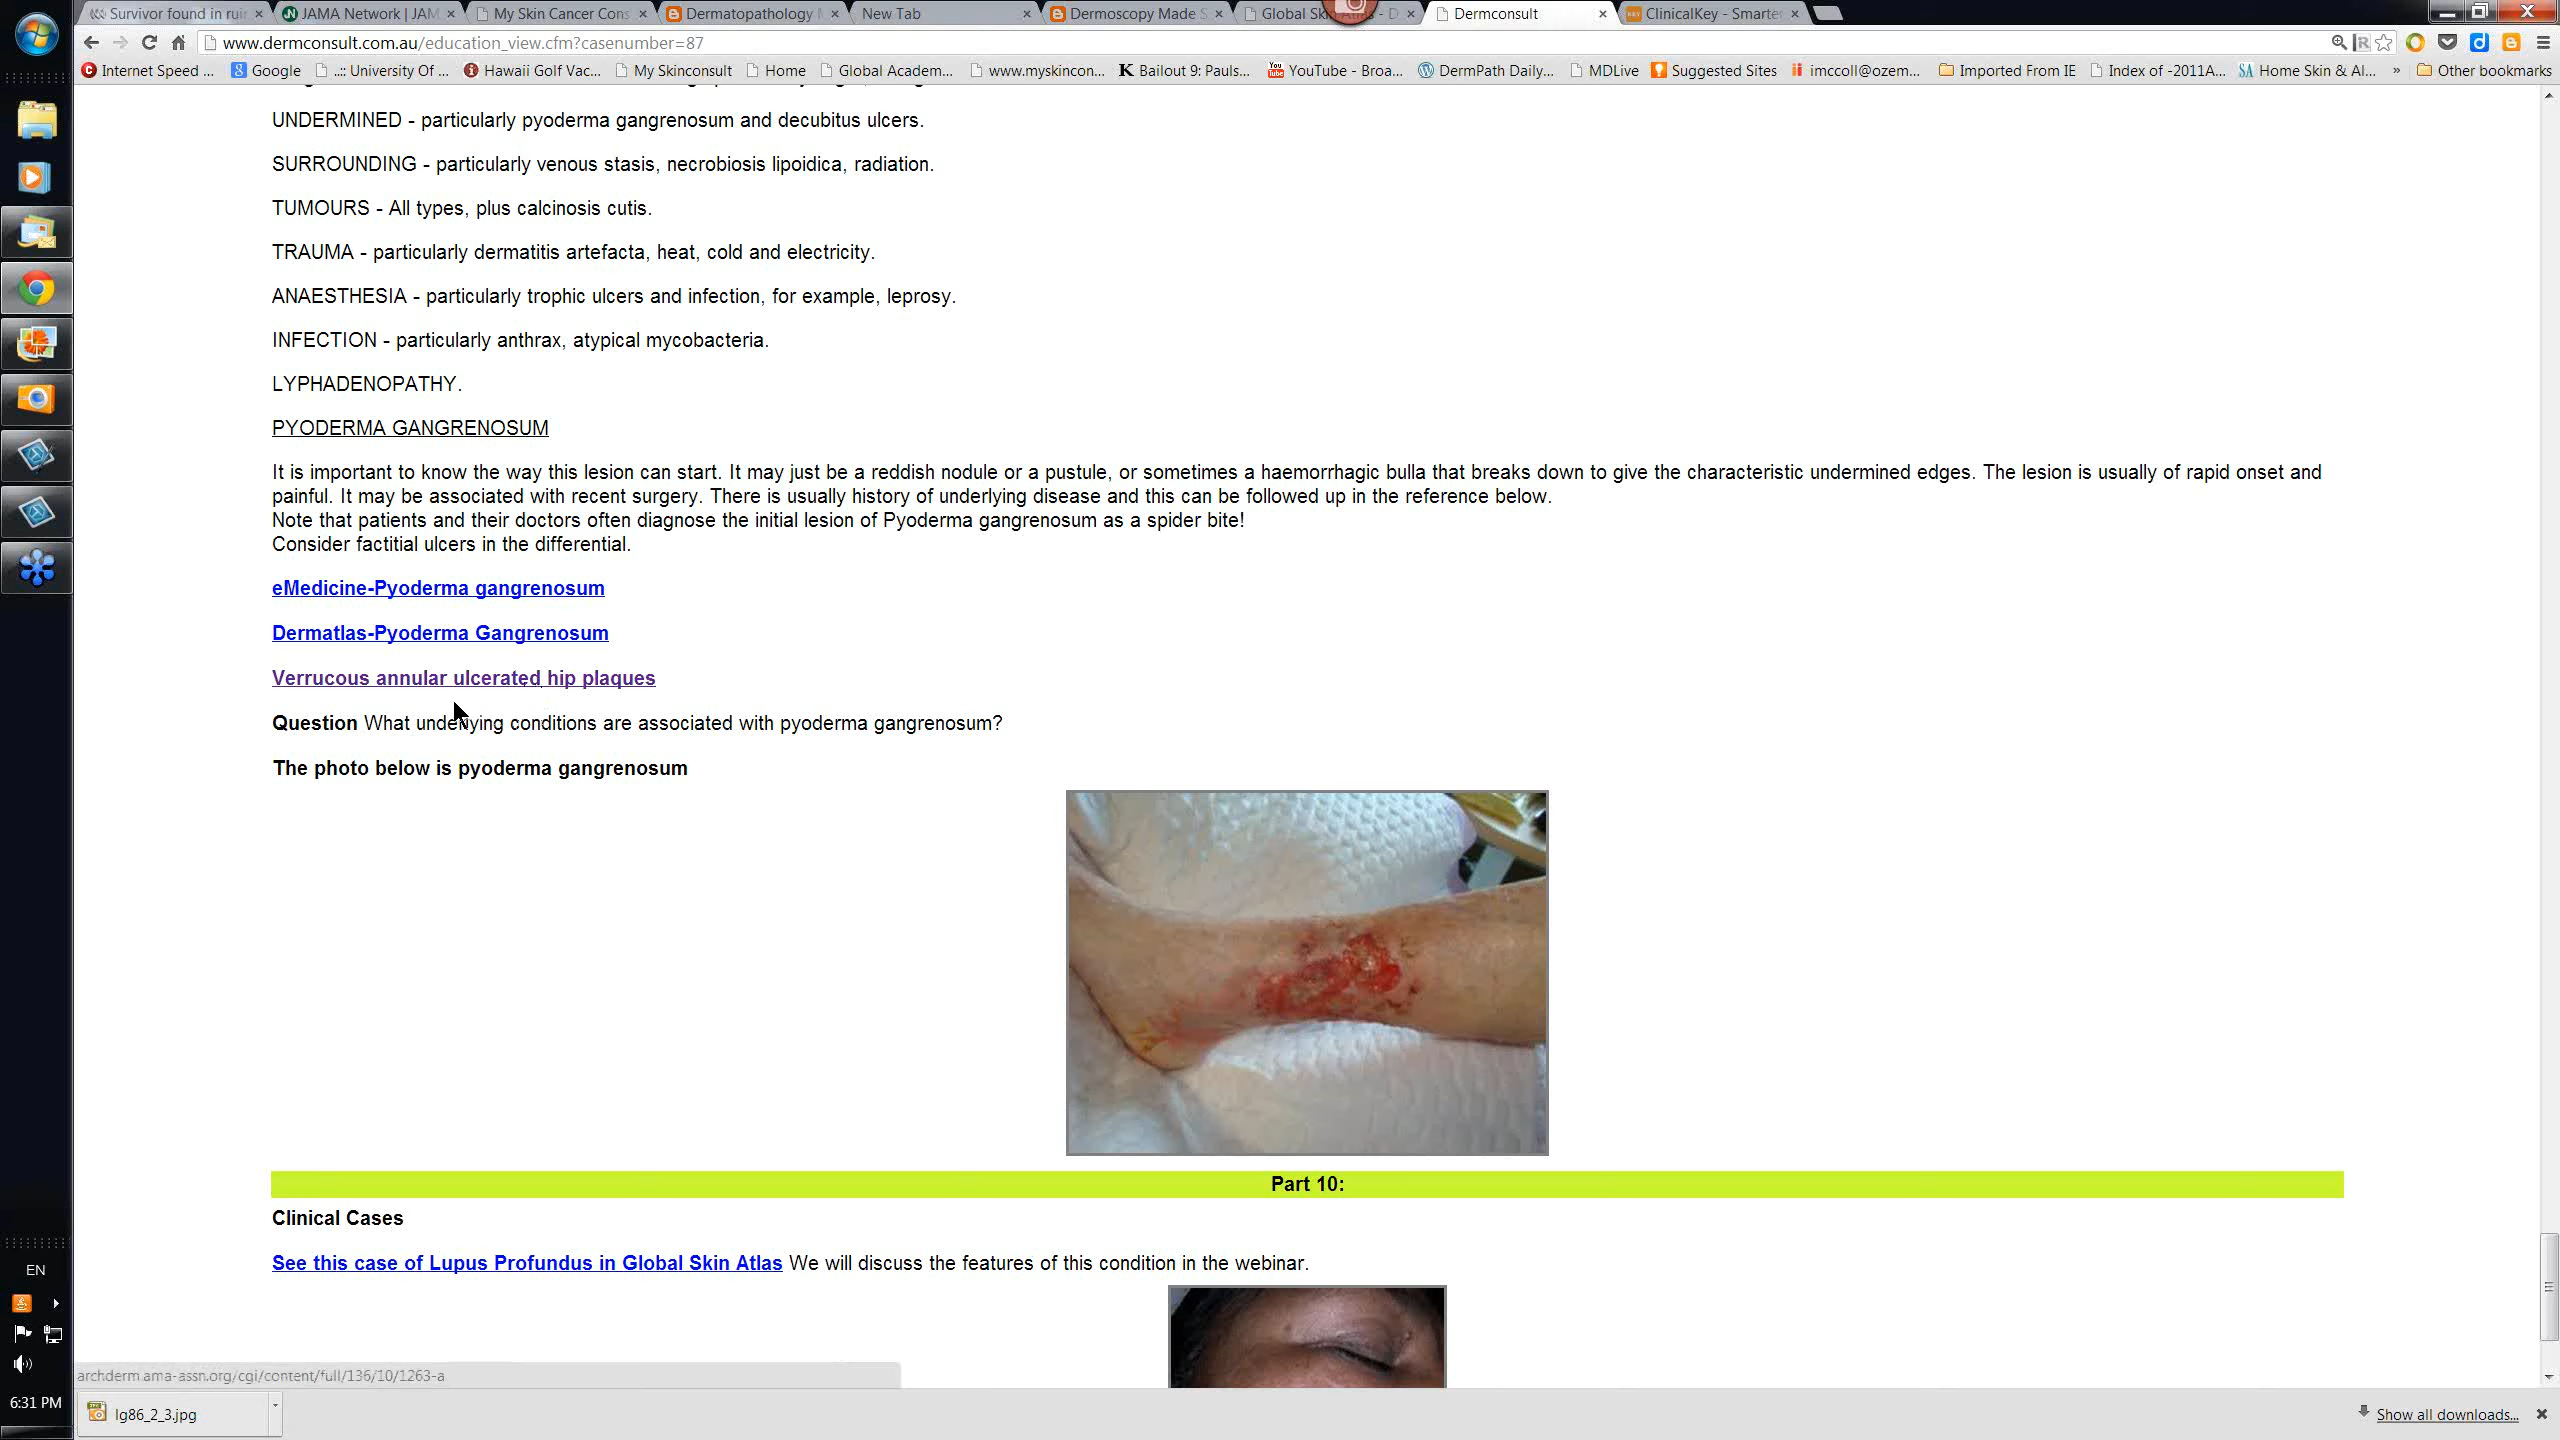 Survivor found in ruin
JAMA Network | JAM
My Skin Cancer Cons
Dermatopathology
New Tab
Dermoscopy Made S
Global Skin Atlas - D
Dermconsult
ClinicalKey - Smarter
www.dermconsult.com.au/education_view.cfm?casenumber=87
Internet Speed ...
Google
..:: University Of ...
Hawaii Golf Vac...
My Skinconsult
Home
Global Academ...
www.myskincon...
Bailout 9: Pauls...
YouTube - Broa...
DermPath Daily...
MDLive
Suggested Sites
imccoll@ozem...
Imported From IE
Index of -2011A...
Home Skin & Al...
»
Other bookmarks
UNDERMINED - particularly pyoderma gangrenosum and decubitus ulcers.
SURROUNDING - particularly venous stasis, necrobiosis lipoidica, radiation.
TUMOURS - All types, plus calcinosis cutis.
TRAUMA - particularly dermatitis artefacta, heat, cold and electricity.
ANAESTHESIA - particularly trophic ulcers and infection, for example, leprosy.
INFECTION - particularly anthrax, atypical mycobacteria.
LYPHADENOPATHY.
PYODERMA GANGRENOSUM
It is important to know the way this lesion can start. It may just be a reddish nodule or a pustule, or sometimes a haemorrhagic bulla that breaks down to give the characteristic undermined edges. The lesion is usually of rapid onset and
painful. It may be associated with recent surgery. There is usually history of underlying disease and this can be followed up in the reference below.
Note that patients and their doctors often diagnose the initial lesion of Pyoderma gangrenosum as a spider bite!
Consider factitial ulcers in the differential.
eMedicine-Pyoderma gangrenosum
Dermatlas-Pyoderma Gangrenosum
Verrucous annular ulcerated hip plaques
Question What underlying conditions are associated with pyoderma gangrenosum?
The photo below is pyoderma gangrenosum
Part 10:
Clinical Cases
See this case of Lupus Profundus in Global Skin Atlas We will discuss the features of this condition in the webinar.
EN
archderm.ama-assn.org/cgi/content/full/136/10/1263-a
6:31 PM
lg86_2_3.jpg
Show all downloads...